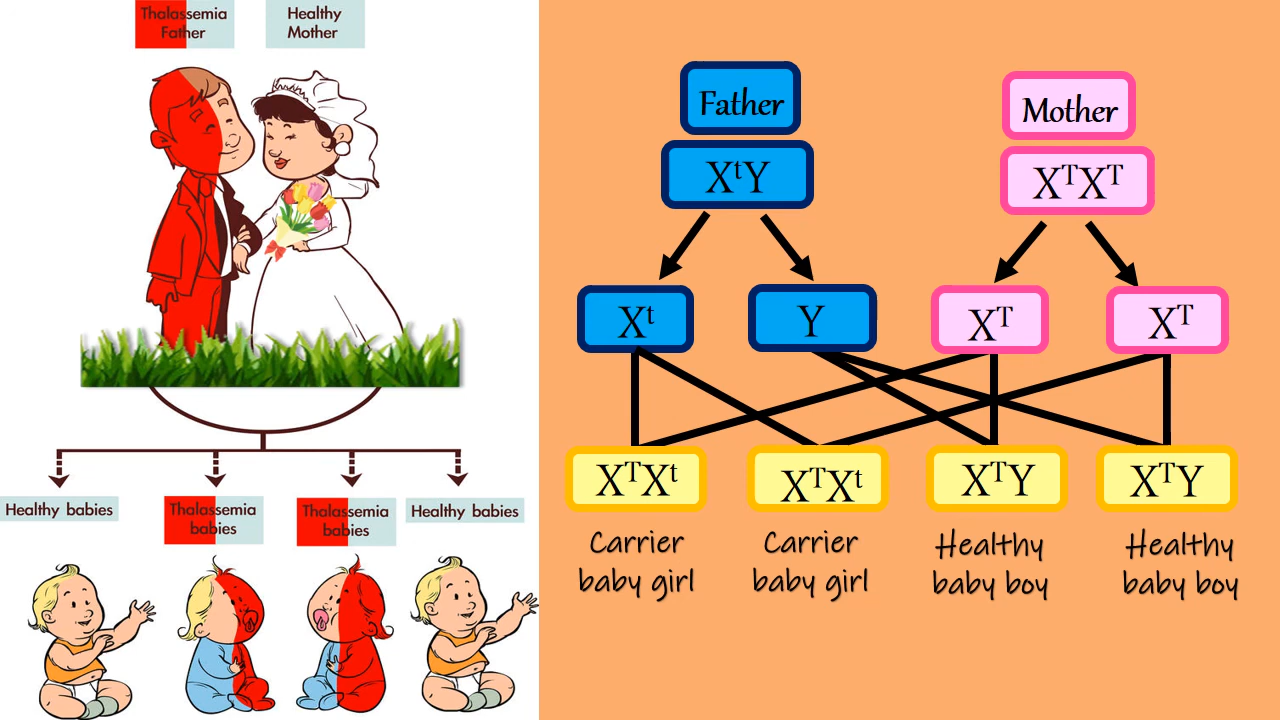 Thalassemia
Father
Healthy
Mother
Healthy babies
Thalassemia
babies
Thalassemia
babies
Healthy babies
Father
Mother
XᵗY
XᵀXᵀ
Xᵗ
Y
Xᵀ
Xᵀ
XᵀXᵗ
XᵀXᵗ
XᵀY
XᵀY
Carrier
baby girl
Carrier
baby girl
Healthy
baby boy
Healthy
baby boy